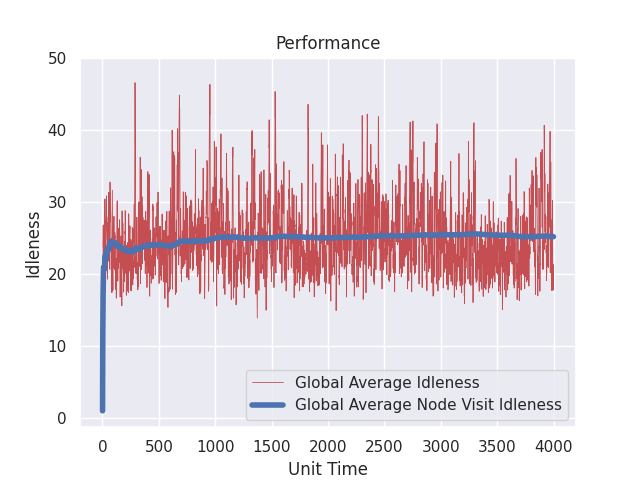 Performance
50
40
30
20
10
0
Idleness
0 500 1000 1500 2000 2500 3000 3500 4000
Unit Time
Global Average Idleness
Global Average Node Visit Idleness